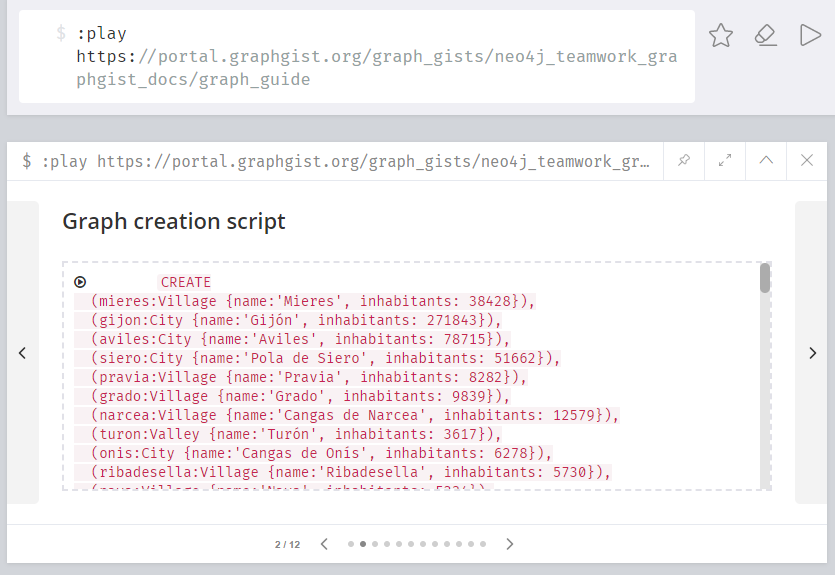 $ :play
https://portal.graphgist.org/graph_gists/neo4j_teamwork_gra
phgist_docs/graph_guide
$ :play https://portal.graphgist.org/graph_gists/neo4j_teamwork_gr…
Graph creation script
CREATE
(mieres:Village {name:'Mieres', inhabitants: 38428}),
(gijon:City {name:'Gijón', inhabitants: 271843}),
(aviles:City {name:'Aviles', inhabitants: 78715}),
(siero:City {name:'Pola de Siero', inhabitants: 51662}),
(pravia:Village {name:'Pravia', inhabitants: 8282}),
(grado:Village {name:'Grado', inhabitants: 9839}),
(narcea:Village {name:'Cangas de Narcea', inhabitants: 12579}),
(turon:Valley {name:'Turón', inhabitants: 3617}),
(onis:City {name:'Cangas de Onís', inhabitants: 6278}),
(ribadesella:Village {name:'Ribadesella', inhabitants: 5730}),
2 / 12